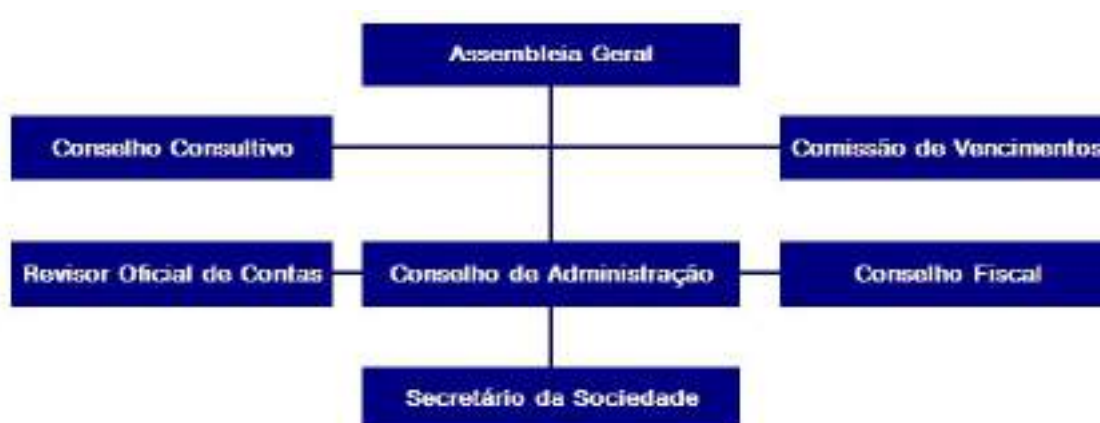 Assembleia Geral
Conselho Consultivo
Comissão de Vencimentos
Revisor Oficial de Contas
Conselho de Administração
Conselho Fiscal
Secretário da Sociedade